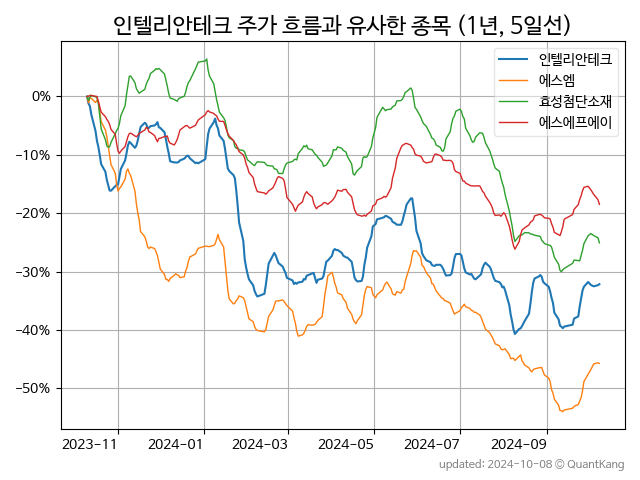 인텔리안테크 주가 흐름과 유사한 종목 (1년, 5일선)
인텔리안테크
에스엠
효성첨단소재
에스에프에이
0%
−10%
−20%
−30%
−40%
−50%
2023-11
2024-01
2024-03
2024-05
2024-07
2024-09
updated: 2024-10-08 © QuantKang